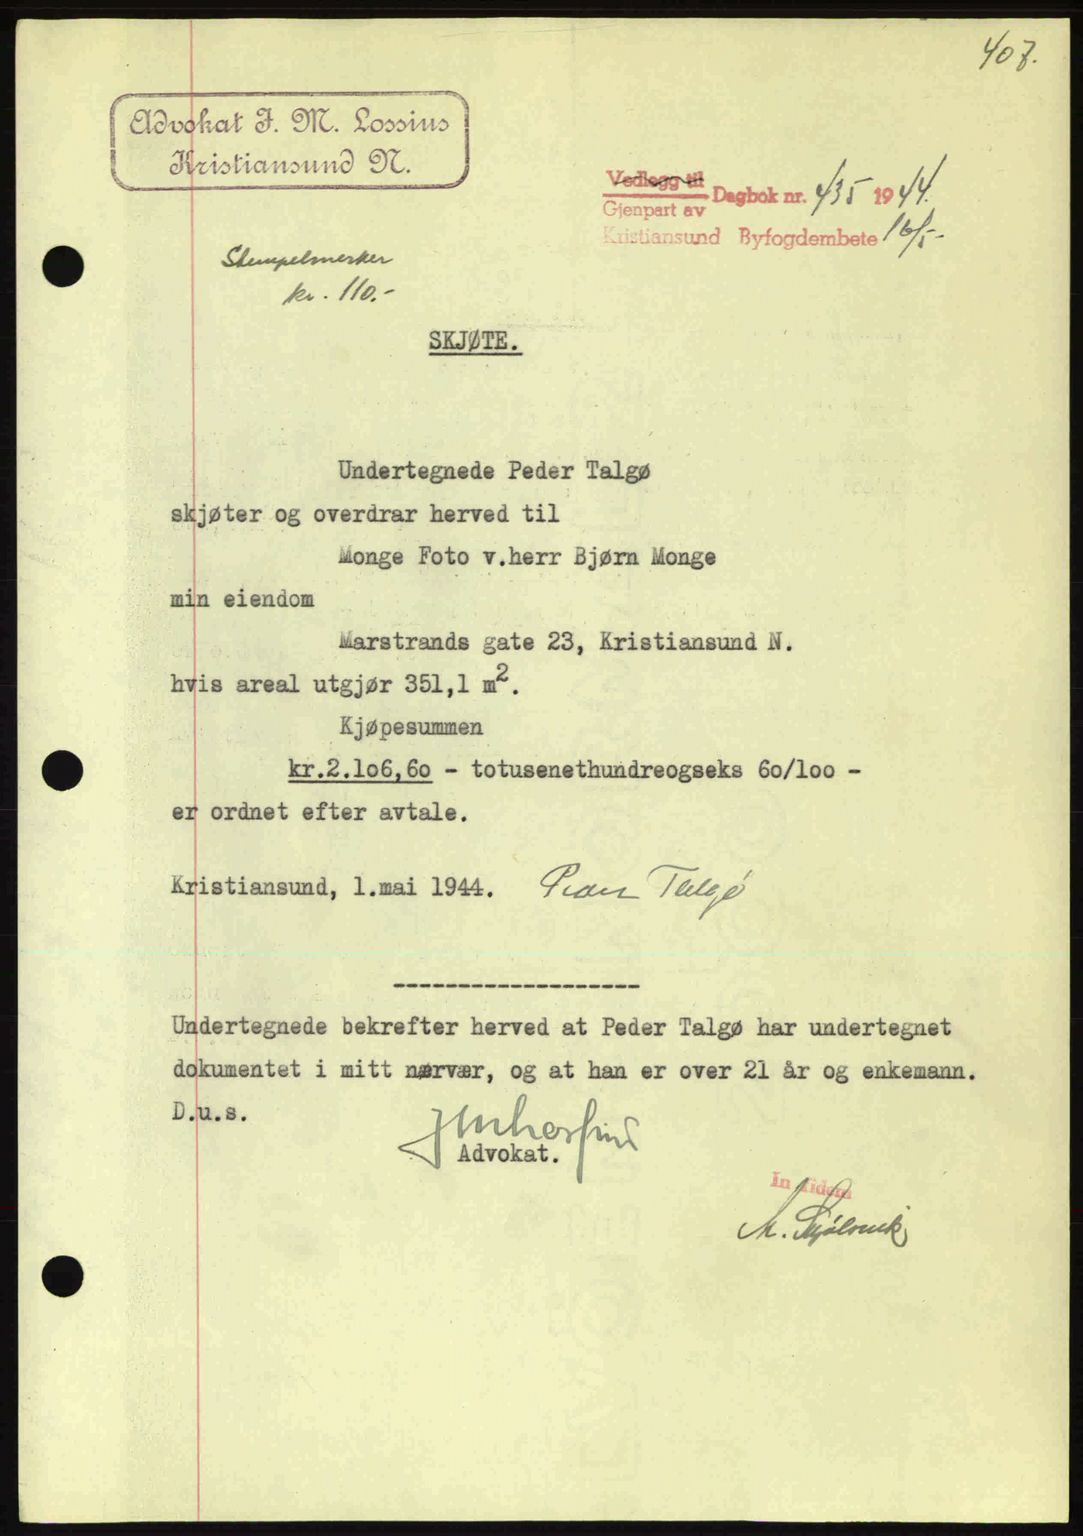 407.
Advokat J. M. Lossius
Kristiansund N.
Vedlegg til
Gjenpart av Dagbok nr. 435 1944.
Kristiansund Byfogdembete 16/5-
Stempelmerker
kr. 110.-
SKJØTE.
Undertegnede Peder Talgø
skjøter og overdrar herved til
Monge Foto v.herr Bjørn Monge
min eiendom
Marstrands gate 23, Kristiansund N.
hvis areal utgjør 351,1 m2.
Kjøpesummen
kr.2.106,60 - totusenethundreogseks 60/100 -
er ordnet efter avtale.
Kristiansund, 1.mai 1944. Peder Talgø
-------------------
Undertegnede bekrefter herved at Peder Talgø har undertegnet
dokumentet i mitt nærvær, og at han er over 21 år og enkemann.
D.u.s.
JMLossius
Advokat.
In fidem
M.